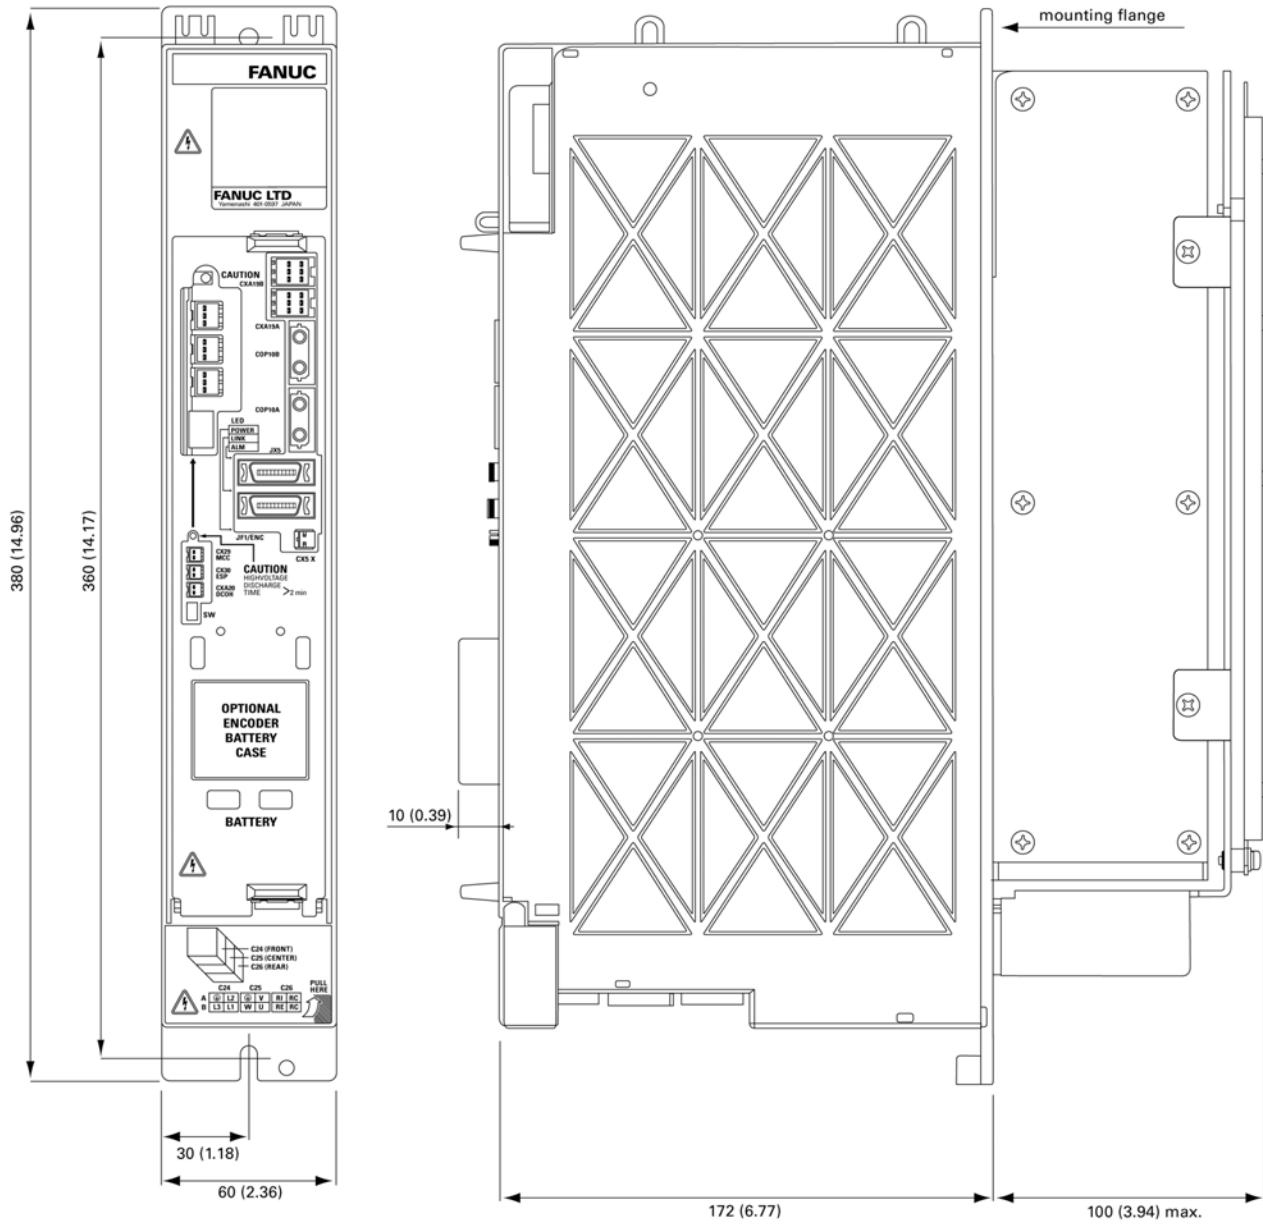 mounting flange
FANUC
FANUC LTD
Yamanashi 401-0597 JAPAN
CAUTION
CXA19B
CXA19A
COP10B
COP10A
LED
POWER
LINK
ALM
JX5
JF1/ENC
CX5 X
CX29
MCC
CX30
ESP
CXA20
DCOH
SW
CAUTION
HIGHVOLTAGE
DISCHARGE
TIME >2 min
OPTIONAL
ENCODER
BATTERY
CASE
BATTERY
C24 (FRONT)
C25 (CENTER)
C26 (REAR)
C24 C25 C26
PULL
HERE
A L2 V RI RC
B L3 L1 W U RE RC
380 (14.96)
360 (14.17)
10 (0.39)
30 (1.18)
60 (2.36)
172 (6.77)
100 (3.94) max.